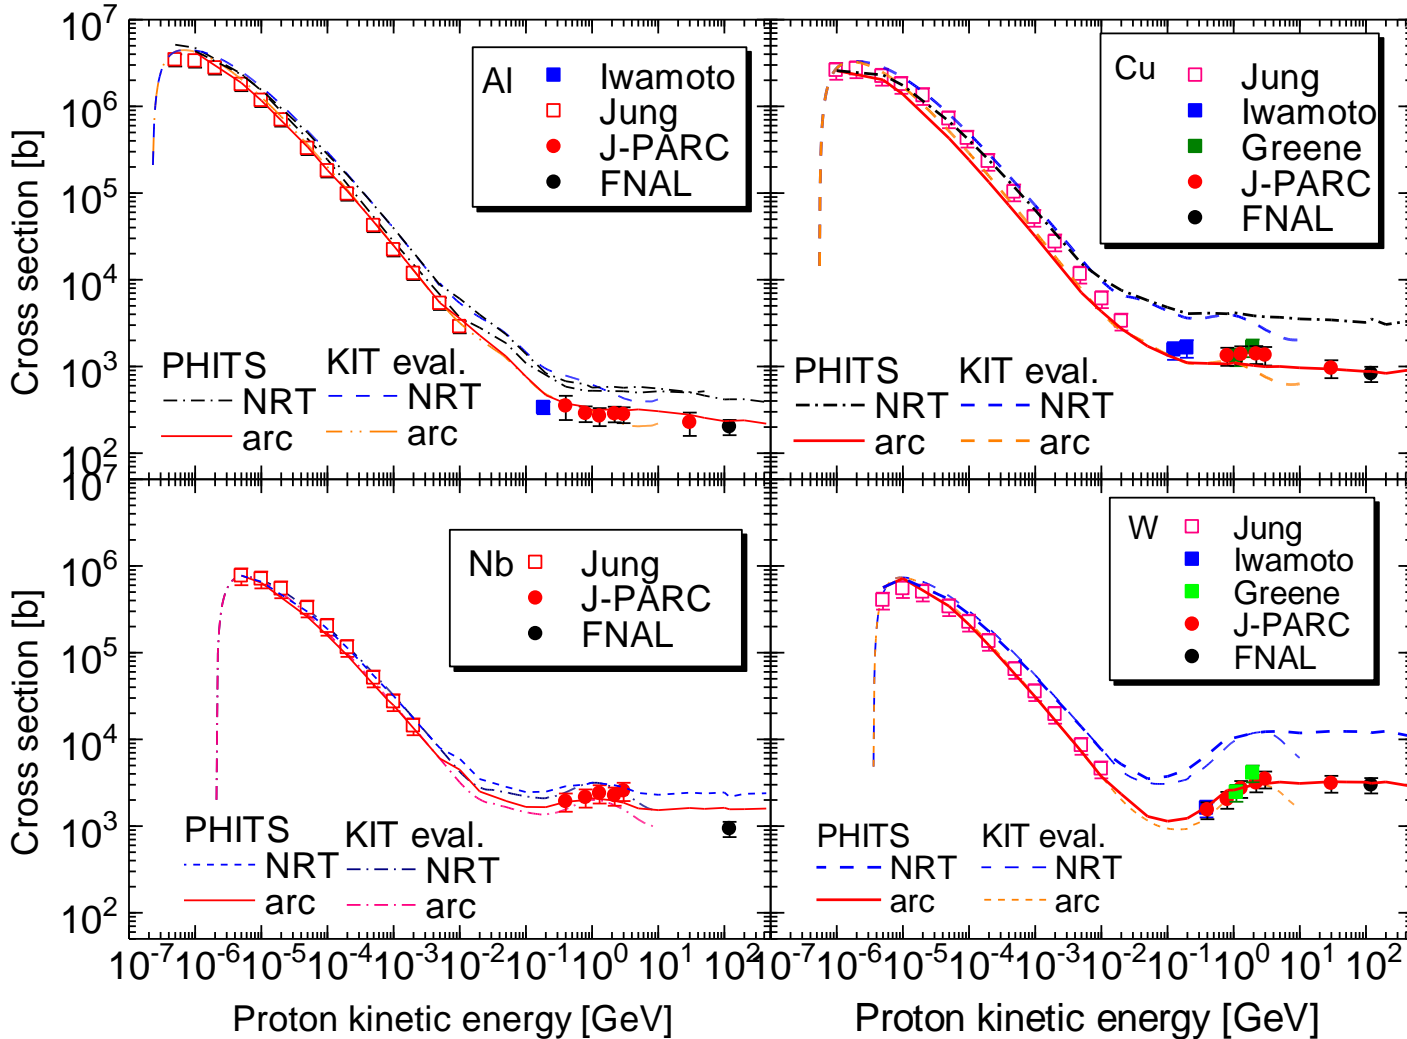 10^7
10^6
10^5
10^4
10^3
10^2
Cross section [b]
Al
Iwamoto
Jung
J-PARC
FNAL
PHITS
NRT
arc
KIT eval.
NRT
arc
Cu
Jung
Iwamoto
Greene
J-PARC
FNAL
PHITS
NRT
arc
KIT eval.
NRT
arc
10^7
10^6
10^5
10^4
10^3
10^2
Cross section [b]
Nb
Jung
J-PARC
FNAL
PHITS
NRT
arc
KIT eval.
NRT
arc
W
Jung
Iwamoto
Greene
J-PARC
FNAL
PHITS
NRT
arc
KIT eval.
NRT
arc
10^-7 10^-6 10^-5 10^-4 10^-3 10^-2 10^-1 10^0 10^1 10^2
10^-7 10^-6 10^-5 10^-4 10^-3 10^-2 10^-1 10^0 10^1 10^2
Proton kinetic energy [GeV]
Proton kinetic energy [GeV]